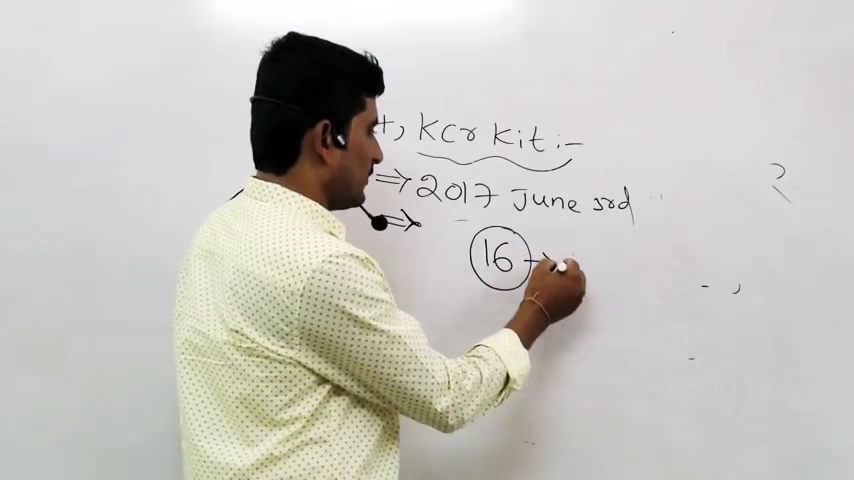 +, KCR Kit :-
⇒ 2017 June 3rd
⇒
16 →